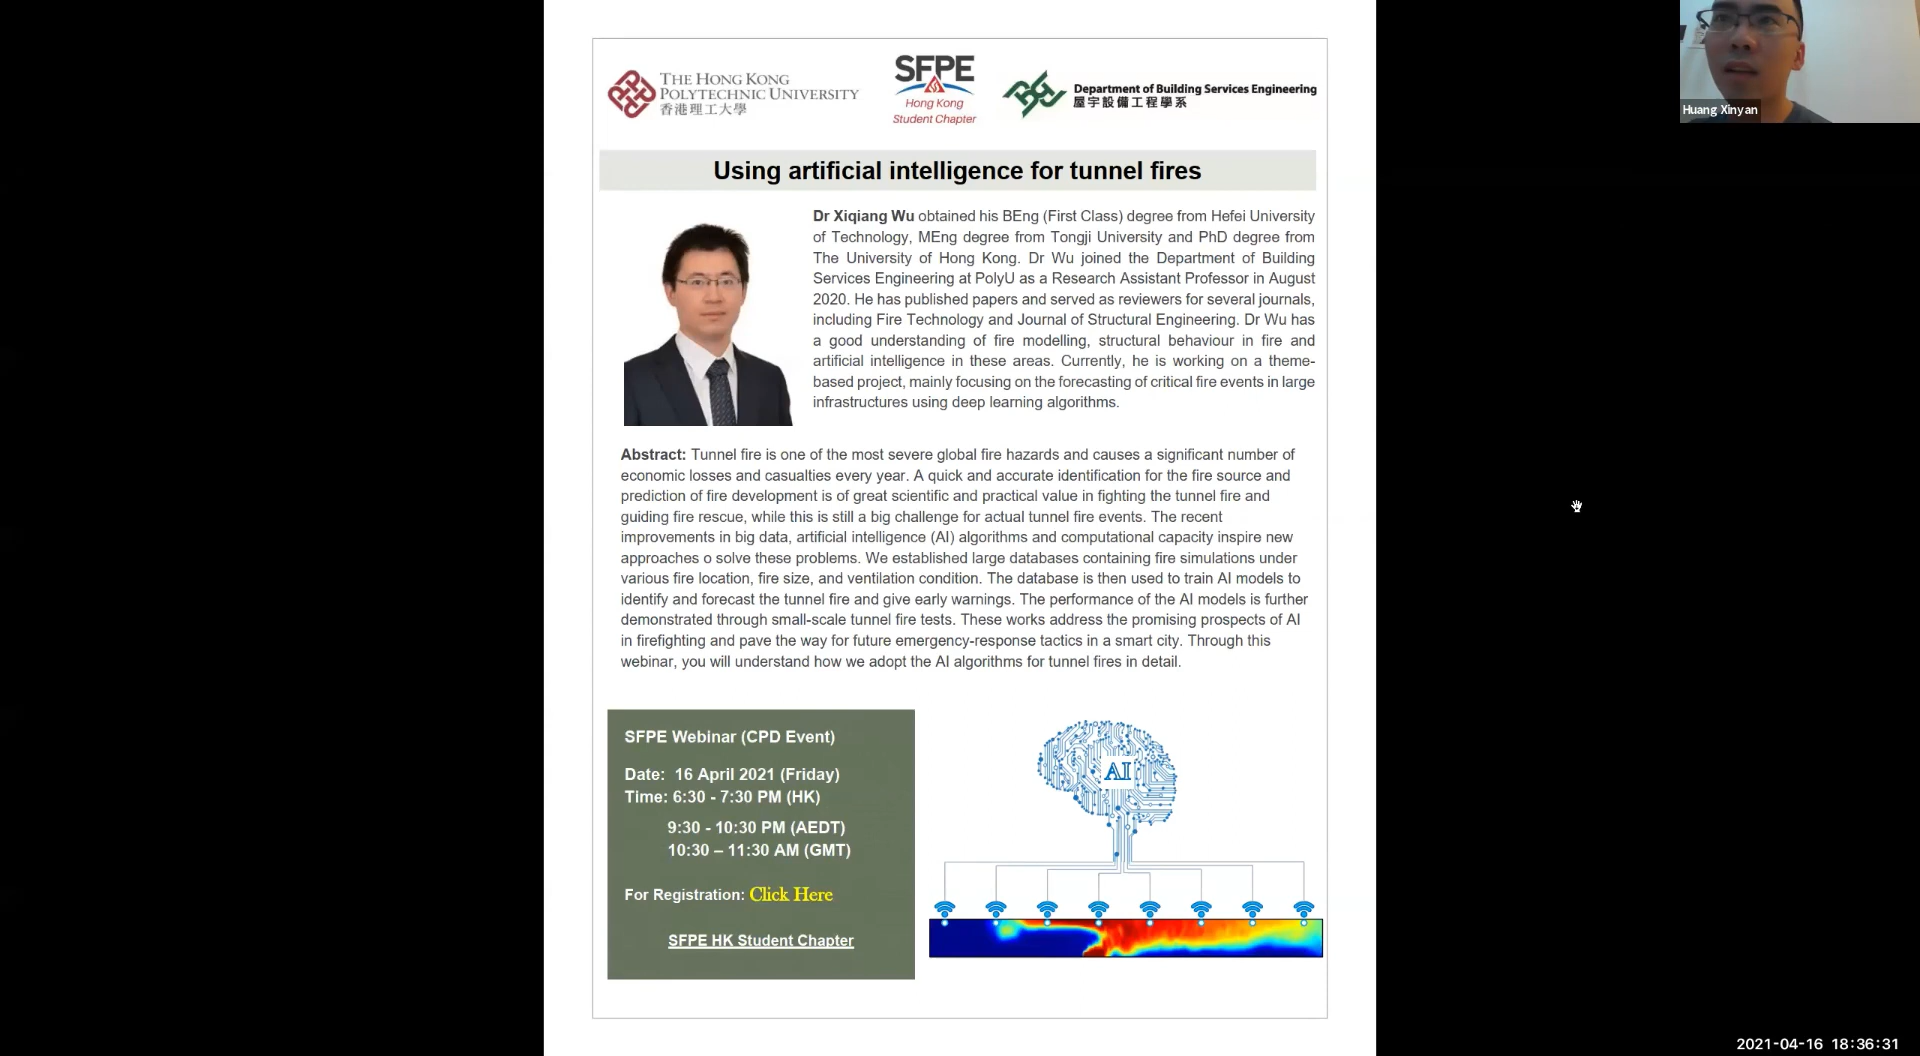 THE HONG KONG
POLYTECHNIC UNIVERSITY
香港理工大學
SFPE
Hong Kong
Student Chapter
Department of Building Services Engineering
屋宇設備工程學系
Huang Xinyan
Using artificial intelligence for tunnel fires
Dr Xiqiang Wu obtained his BEng (First Class) degree from Hefei University
of Technology, MEng degree from Tongji University and PhD degree from
The University of Hong Kong. Dr Wu joined the Department of Building
Services Engineering at PolyU as a Research Assistant Professor in August
2020. He has published papers and served as reviewers for several journals,
including Fire Technology and Journal of Structural Engineering. Dr Wu has
a good understanding of fire modelling, structural behaviour in fire and
artificial intelligence in these areas. Currently, he is working on a theme-
based project, mainly focusing on the forecasting of critical fire events in large
infrastructures using deep learning algorithms.
Abstract: Tunnel fire is one of the most severe global fire hazards and causes a significant number of
economic losses and casualties every year. A quick and accurate identification for the fire source and
prediction of fire development is of great scientific and practical value in fighting the tunnel fire and
guiding fire rescue, while this is still a big challenge for actual tunnel fire events. The recent
improvements in big data, artificial intelligence (AI) algorithms and computational capacity inspire new
approaches o solve these problems. We established large databases containing fire simulations under
various fire location, fire size, and ventilation condition. The database is then used to train AI models to
identify and forecast the tunnel fire and give early warnings. The performance of the AI models is further
demonstrated through small-scale tunnel fire tests. These works address the promising prospects of AI
in firefighting and pave the way for future emergency-response tactics in a smart city. Through this
webinar, you will understand how we adopt the AI algorithms for tunnel fires in detail.
SFPE Webinar (CPD Event)
Date: 16 April 2021 (Friday)
Time: 6:30 - 7:30 PM (HK)
9:30 - 10:30 PM (AEDT)
10:30 – 11:30 AM (GMT)
For Registration: Click Here
SFPE HK Student Chapter
AI
2021-04-16 18:36:31